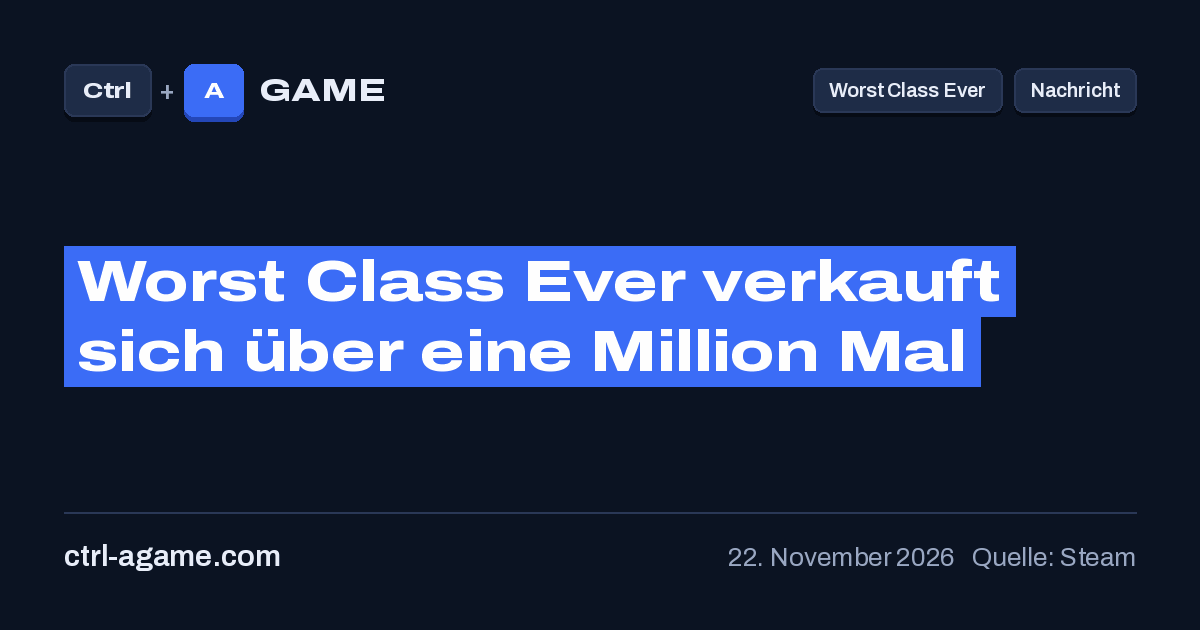 Ctrl + A GAME
Worst Class Ever
Nachricht
Worst Class Ever verkauft
sich über eine Million Mal
ctrl-agame.com
22. November 2026 Quelle: Steam